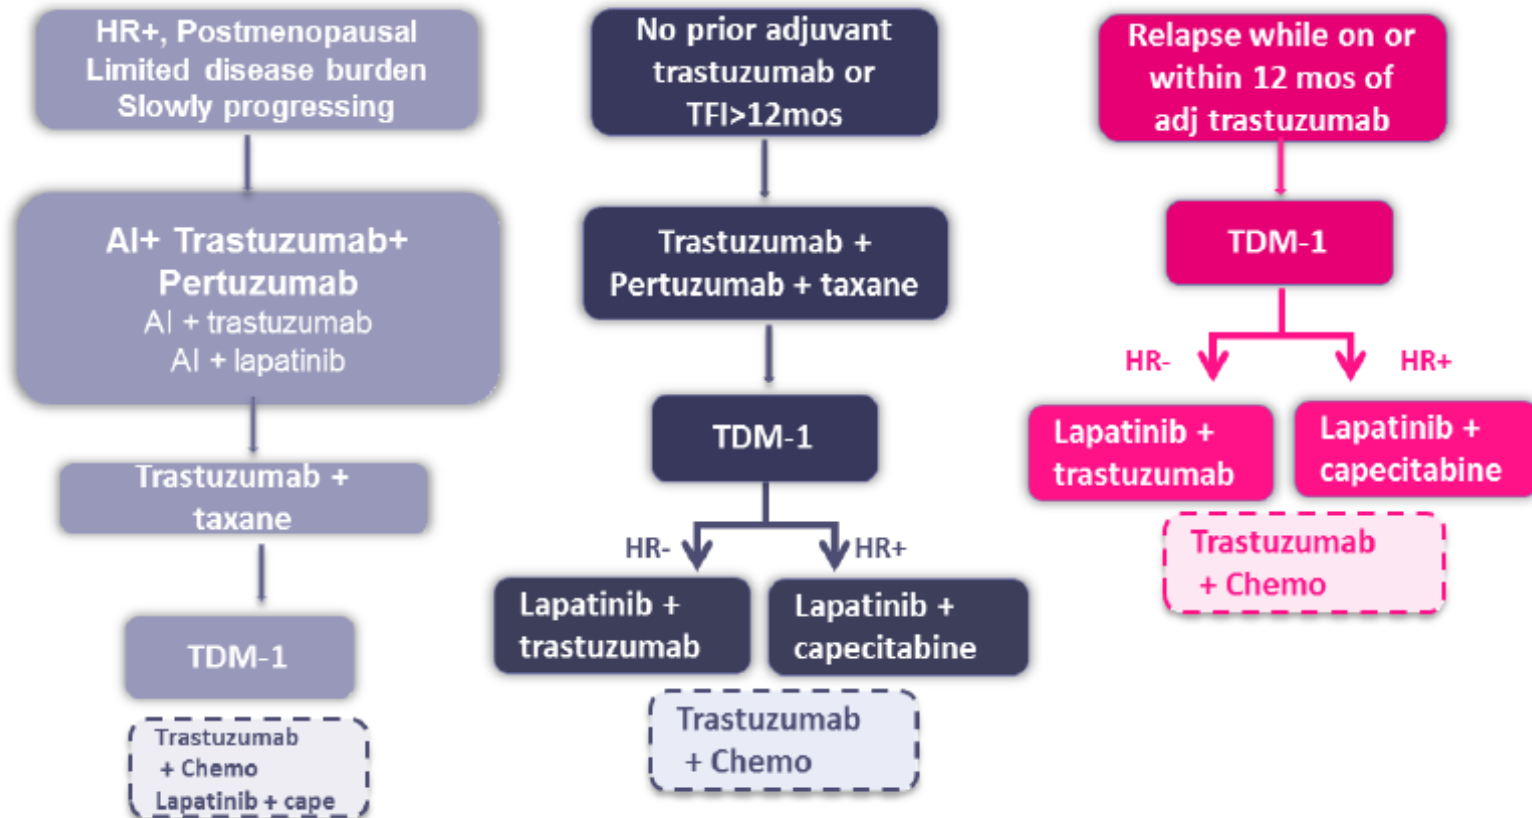 HR+, Postmenopausal
Limited disease burden
Slowly progressing
AI+ Trastuzumab+
Pertuzumab
AI + trastuzumab
AI + lapatinib
Trastuzumab +
taxane
TDM-1
Trastuzumab
+ Chemo
Lapatinib + cape
No prior adjuvant
trastuzumab or
TFI>12mos
Trastuzumab +
Pertuzumab + taxane
TDM-1
HR-
HR+
Lapatinib +
trastuzumab
Lapatinib +
capecitabine
Trastuzumab
+ Chemo
Relapse while on or
within 12 mos of
adj trastuzumab
TDM-1
HR-
HR+
Lapatinib +
trastuzumab
Lapatinib +
capecitabine
Trastuzumab
+ Chemo